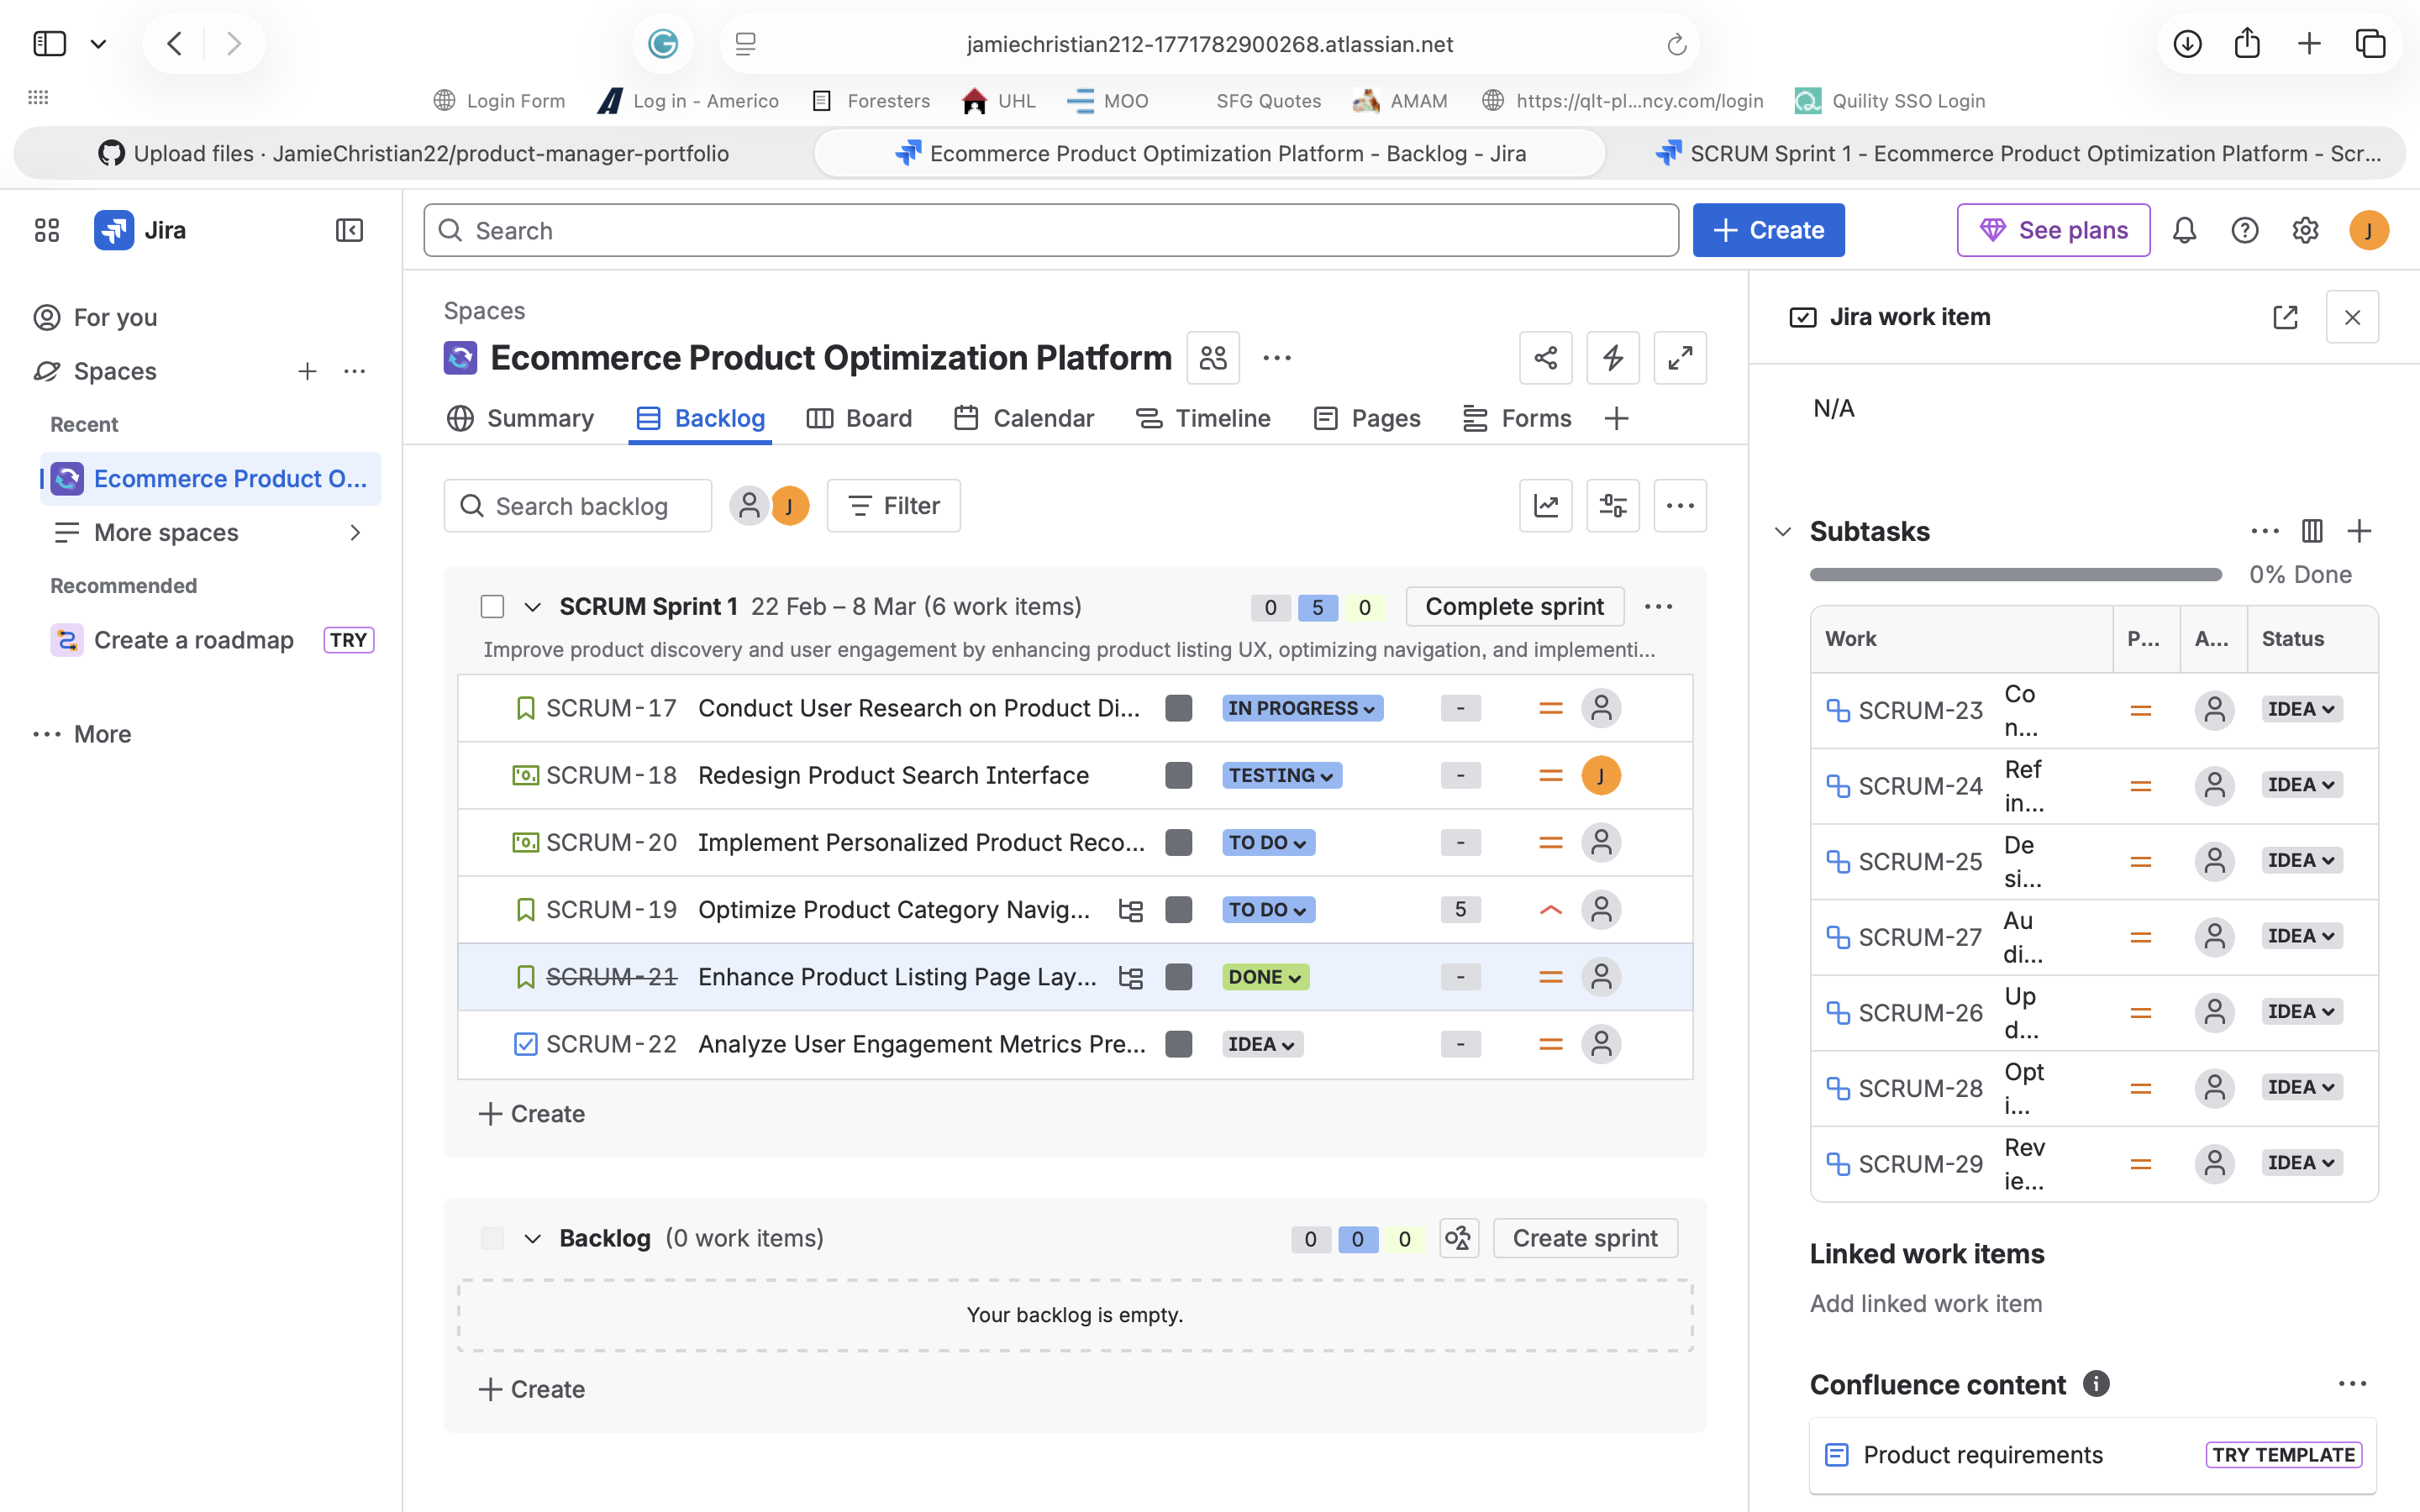 jamiechristian212-1771782900268.atlassian.net
Login Form
Log in - Americo
Foresters
UHL
MOO
SFG Quotes
AMAM
https://qlt-pl...ncy.com/login
Quility SSO Login
Upload files · JamieChristian22/product-manager-portfolio
Ecommerce Product Optimization Platform - Backlog - Jira
SCRUM Sprint 1 - Ecommerce Product Optimization Platform - Scr...
Jira
Search
Create
See plans
J
For you
Spaces
Recent
Ecommerce Product O...
More spaces
Recommended
Create a roadmap
TRY
More
Spaces
Ecommerce Product Optimization Platform
Summary
Backlog
Board
Calendar
Timeline
Pages
Forms
Search backlog
J
Filter
SCRUM Sprint 1 22 Feb – 8 Mar (6 work items)
0 5 0
Complete sprint
Improve product discovery and user engagement by enhancing product listing UX, optimizing navigation, and implementi...
SCRUM-17 Conduct User Research on Product Di... IN PROGRESS -
SCRUM-18 Redesign Product Search Interface TESTING - J
SCRUM-20 Implement Personalized Product Reco... TO DO -
SCRUM-19 Optimize Product Category Navig... TO DO 5
SCRUM-21 Enhance Product Listing Page Lay... DONE -
SCRUM-22 Analyze User Engagement Metrics Pre... IDEA -
Create
Backlog (0 work items)
0 0 0
Create sprint
Your backlog is empty.
Create
Jira work item
N/A
Subtasks
0% Done
Work P... A... Status
SCRUM-23 Co
n... IDEA
SCRUM-24 Ref
in... IDEA
SCRUM-25 De
si... IDEA
SCRUM-27 Au
di... IDEA
SCRUM-26 Up
d... IDEA
SCRUM-28 Opt
i... IDEA
SCRUM-29 Rev
ie... IDEA
Linked work items
Add linked work item
Confluence content
Product requirements
TRY TEMPLATE